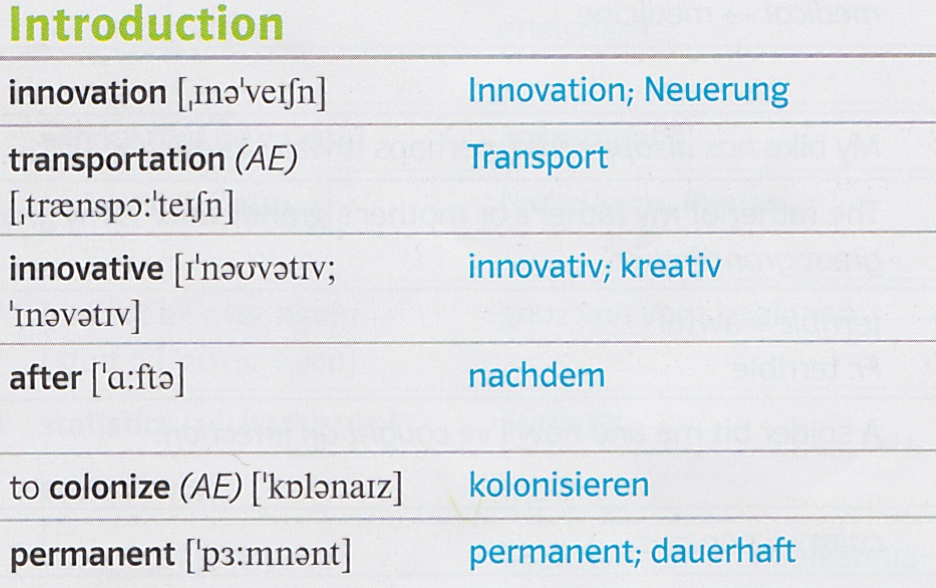 Introduction
innovation [ˌɪnəˈveɪʃn] Innovation; Neuerung
transportation (AE) Transport
[ˌtrænspɔːˈteɪʃn]
innovative [ɪˈnəʊvətɪv; innovativ; kreativ
ˈɪnəvətɪv]
after [ˈɑːftə] nachdem
to colonize (AE) [ˈkɒlənaɪz] kolonisieren
permanent [ˈpɜːmnənt] permanent; dauerhaft